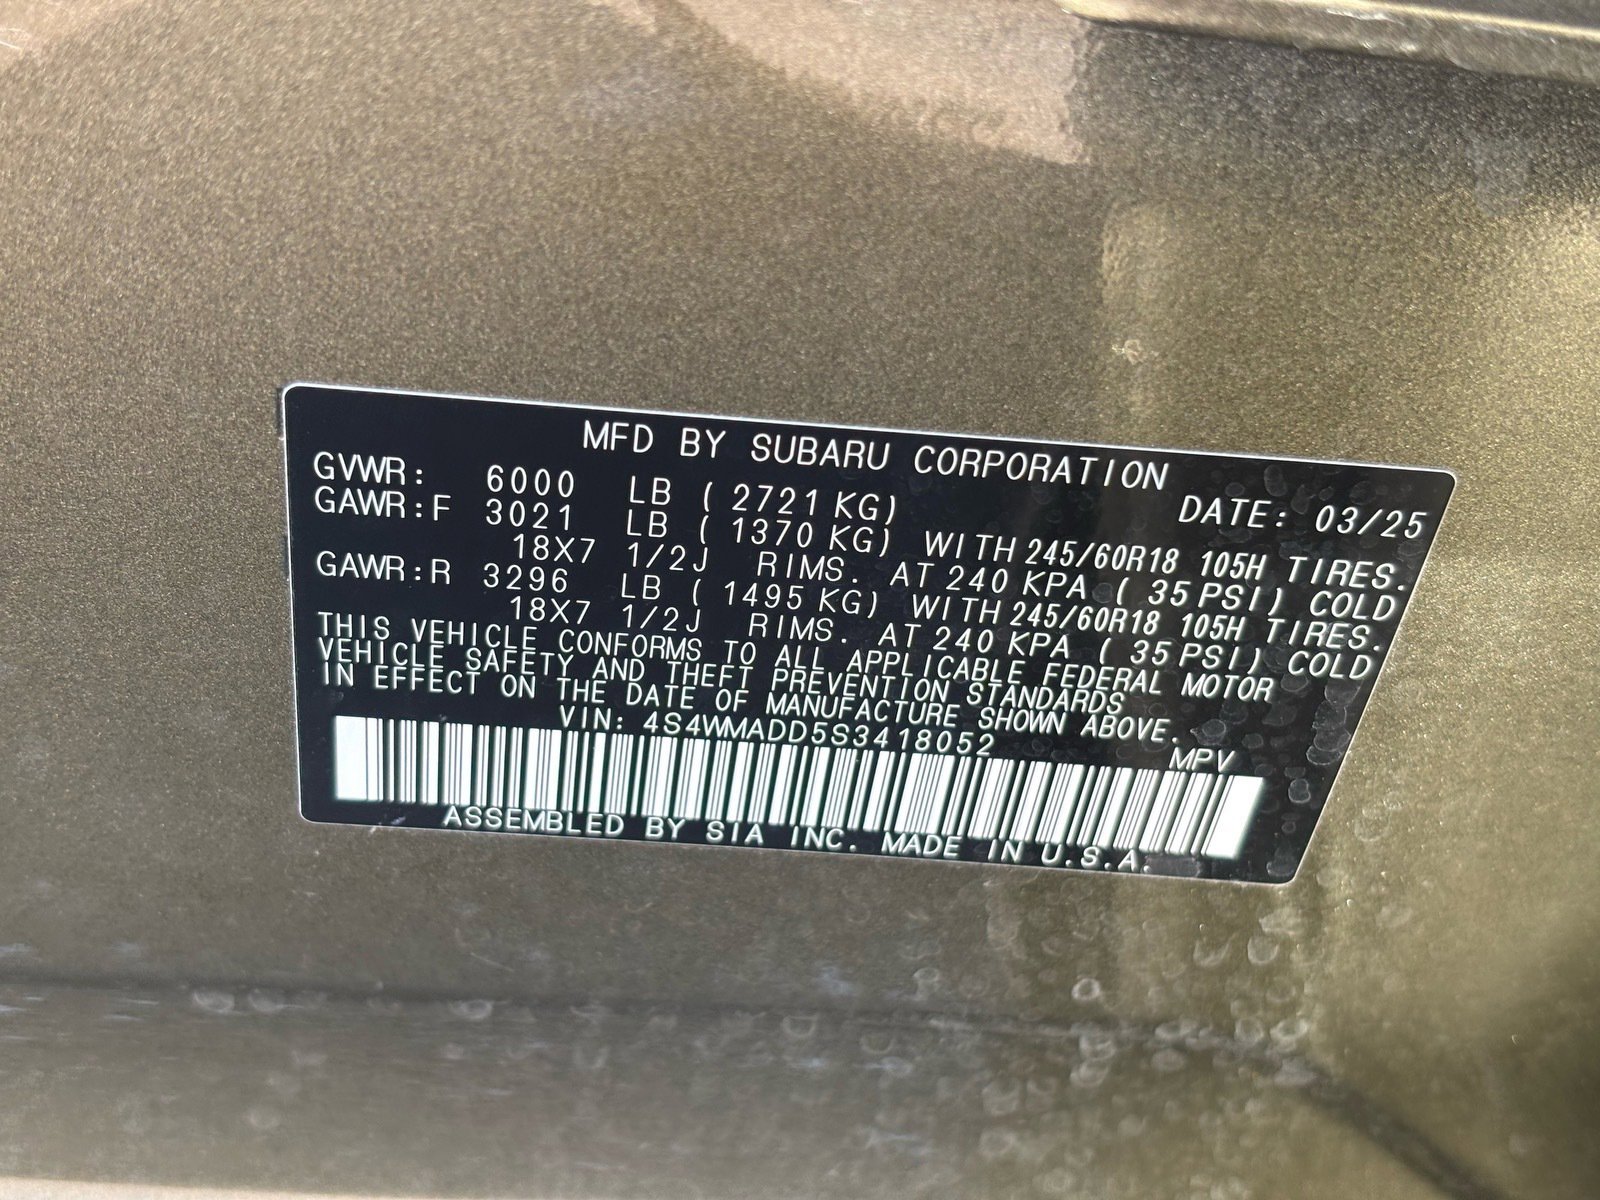 MFD BY SUBARU CORPORATION
GVWR: 6000 LB ( 2721 KG) DATE: 03/25
GAWR:F 3021 LB ( 1370 KG) WITH 245/60R18 105H TIRES.
18X7 1/2J RIMS. AT 240 KPA ( 35 PSI) COLD
GAWR:R 3296 LB ( 1495 KG) WITH 245/60R18 105H TIRES.
18X7 1/2J RIMS. AT 240 KPA ( 35 PSI) COLD
THIS VEHICLE CONFORMS TO ALL APPLICABLE FEDERAL MOTOR
VEHICLE SAFETY AND THEFT PREVENTION STANDARDS
IN EFFECT ON THE DATE OF MANUFACTURE SHOWN ABOVE.
VIN: 4S4WMADD5S3418052 MPV
ASSEMBLED BY SIA INC. MADE IN U.S.A.